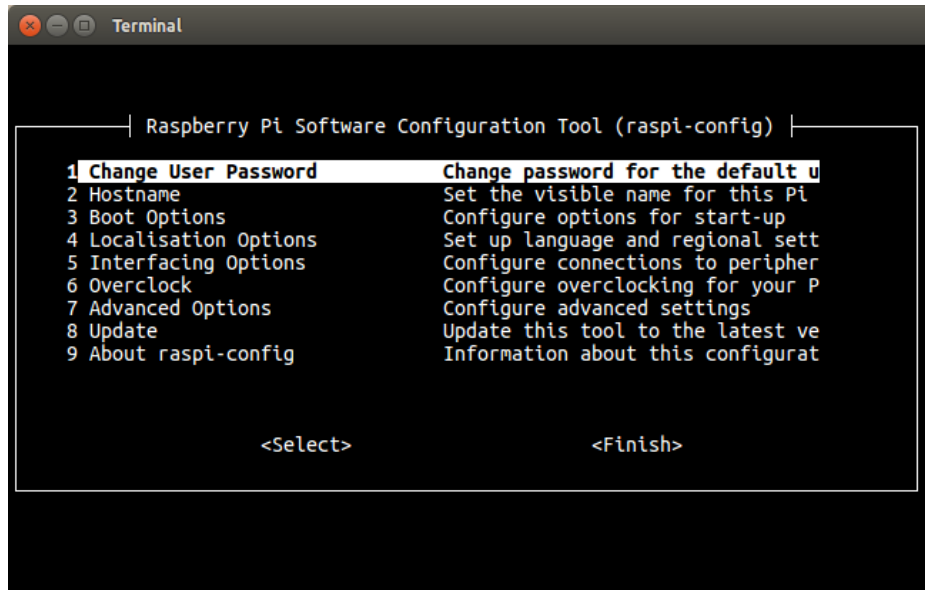 Terminal
Raspberry Pi Software Configuration Tool (raspi-config)
1 Change User Password Change password for the default u
2 Hostname Set the visible name for this Pi
3 Boot Options Configure options for start-up
4 Localisation Options Set up language and regional sett
5 Interfacing Options Configure connections to peripher
6 Overclock Configure overclocking for your P
7 Advanced Options Configure advanced settings
8 Update Update this tool to the latest ve
9 About raspi-config Information about this configurat
<Select> <Finish>